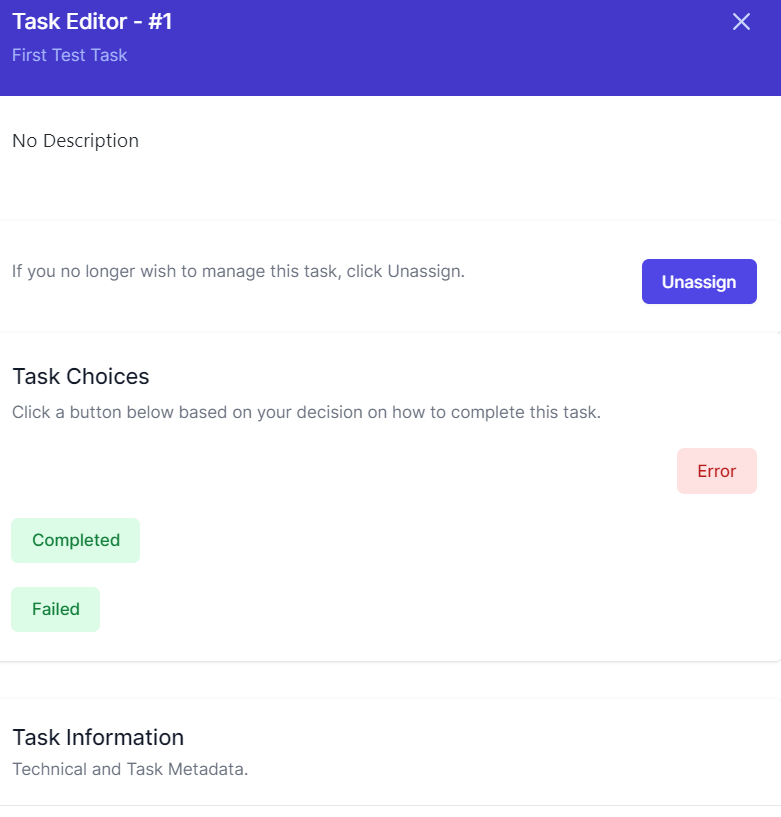 Task Editor - #1
First Test Task
No Description
If you no longer wish to manage this task, click Unassign.
Unassign
Task Choices
Click a button below based on your decision on how to complete this task.
Error
Completed
Failed
Task Information
Technical and Task Metadata.